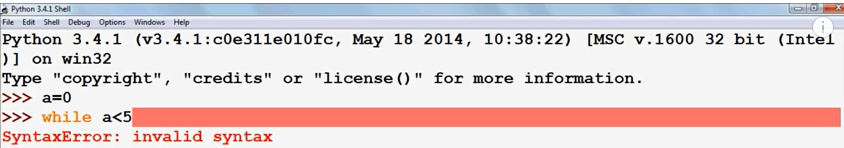 Python 3.4.1 Shell
File Edit Shell Debug Options Windows Help
Python 3.4.1 (v3.4.1:c0e311e010fc, May 18 2014, 10:38:22) [MSC v.1600 32 bit (Intel
)] on win32
Type "copyright", "credits" or "license()" for more information.
>>> a=0
>>> while a<5
SyntaxError: invalid syntax